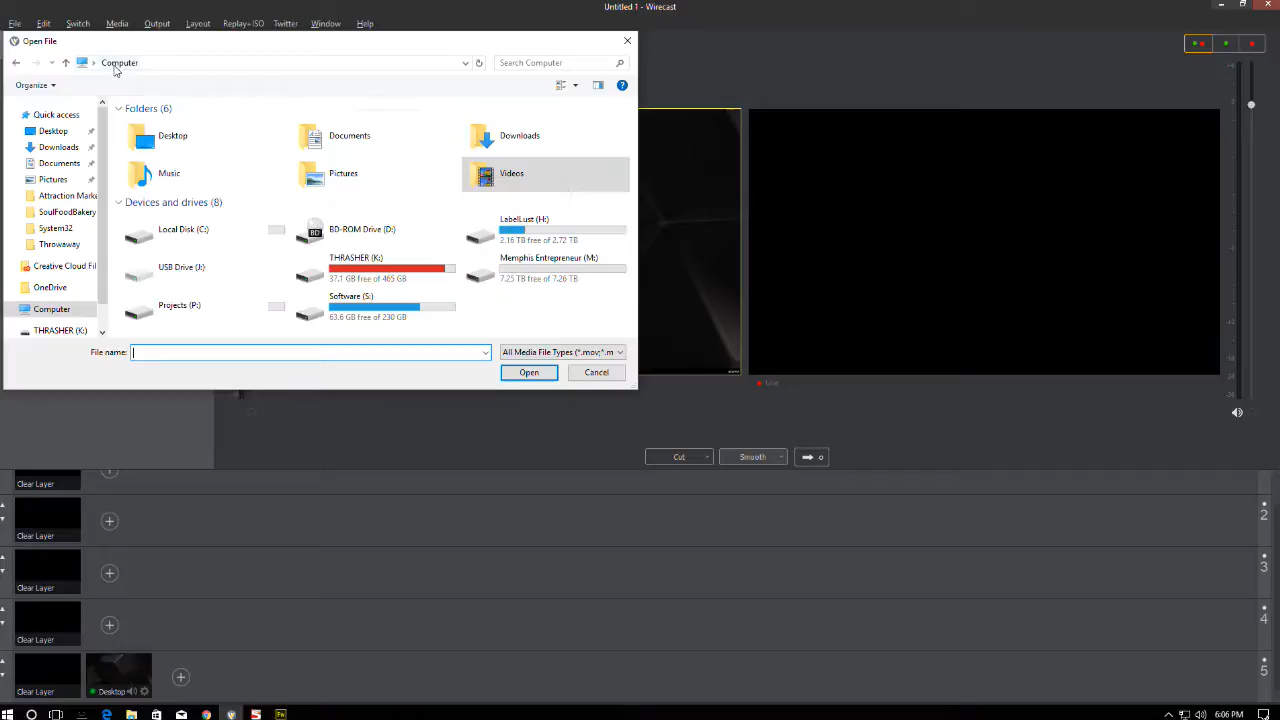 Untitled 1 - Wirecast
File Edit Switch Media Output Layout Replay+ISO Twitter Window Help
Open File
Computer
Search Computer
Organize
Quick access
Desktop
Downloads
Documents
Pictures
Attraction Marke
SoulFoodBakery
System32
Throwaway
Creative Cloud Fil
OneDrive
Computer
THRASHER (K:)
Folders (6)
Desktop
Documents
Downloads
Music
Pictures
Videos
Devices and drives (8)
Local Disk (C:)
BD-ROM Drive (D:)
LabelLust (H:)
2.16 TB free of 2.72 TB
USB Drive (J:)
THRASHER (K:)
37.1 GB free of 465 GB
Memphis Entrepreneur (M:)
7.25 TB free of 7.26 TB
Projects (P:)
Software (S:)
63.6 GB free of 230 GB
File name:
All Media File Types (*.mov;*.m
Open
Cancel
Live
Cut
Smooth
Clear Layer
Clear Layer
2
Clear Layer
3
Clear Layer
4
Clear Layer
Desktop
5
6:06 PM